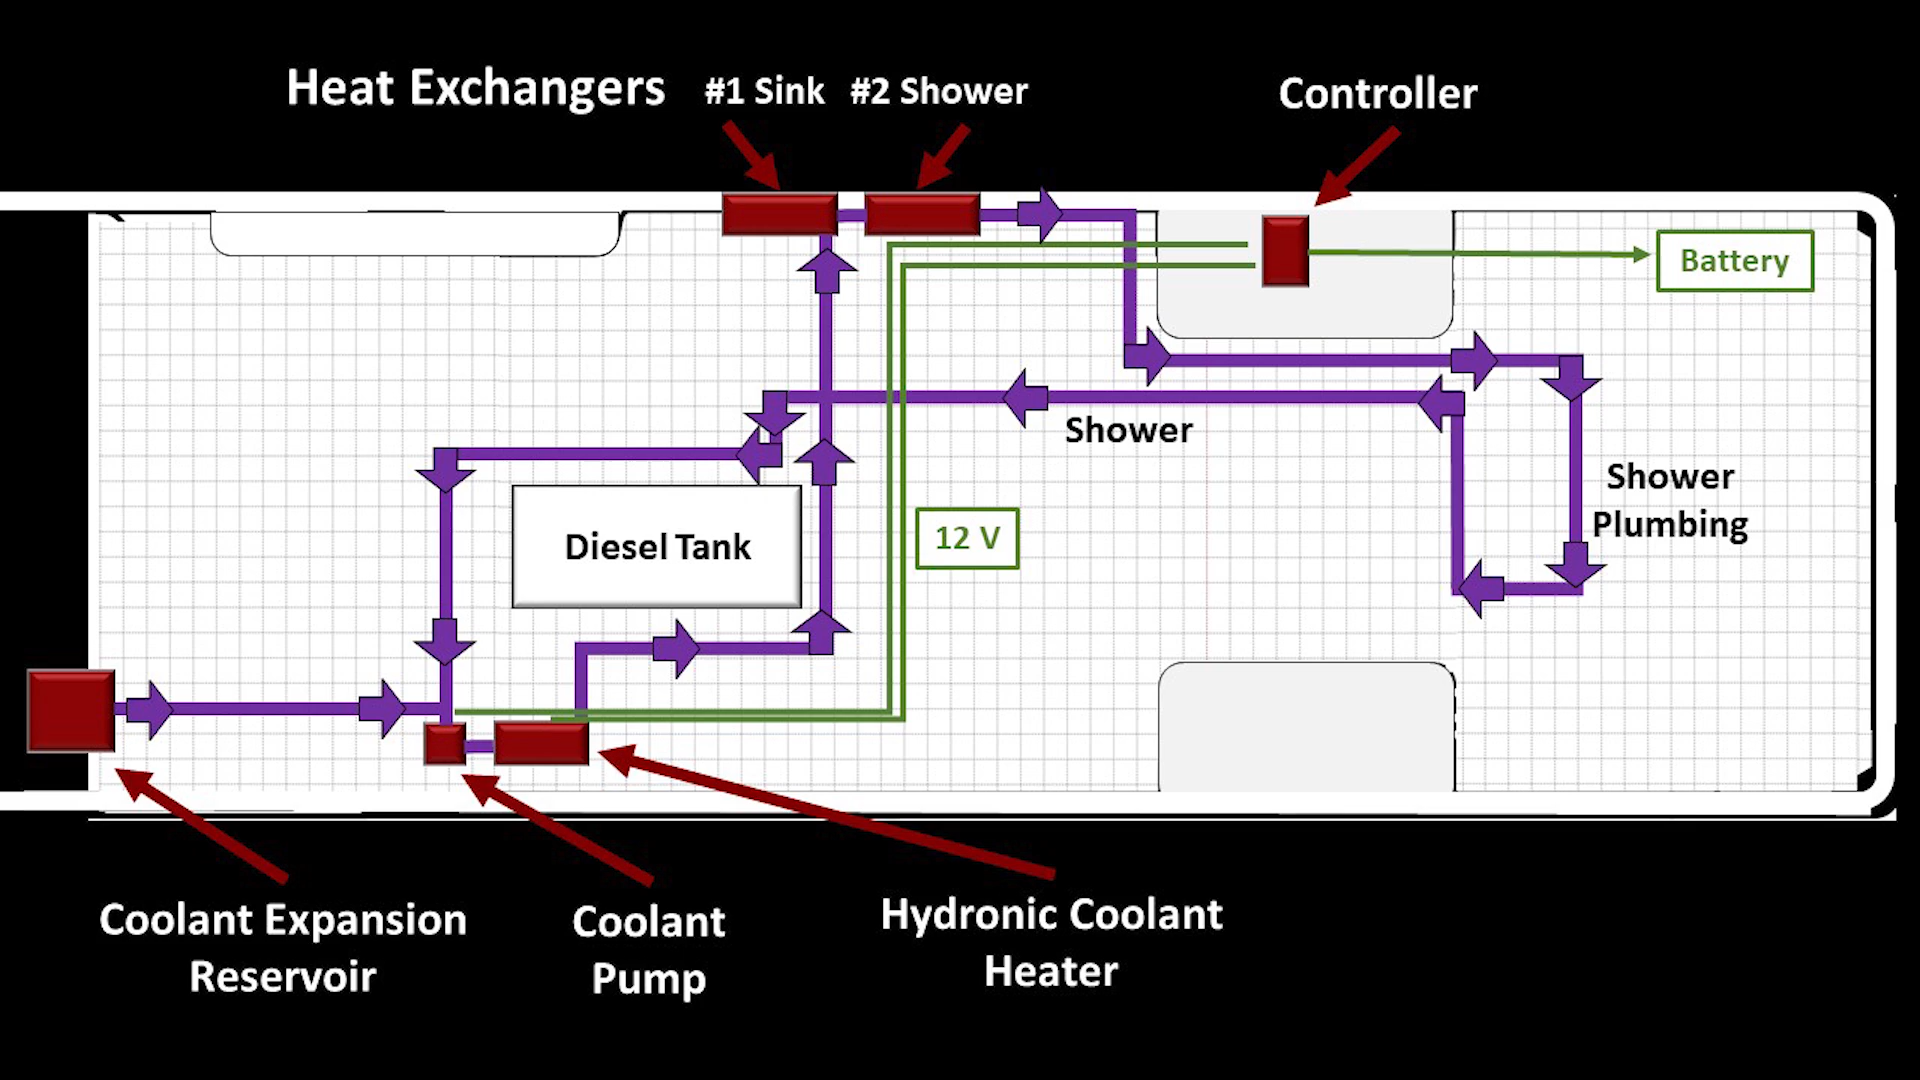 Heat Exchangers #1 Sink #2 Shower
Controller
Battery
Shower
Shower
Plumbing
Diesel Tank
12 V
Coolant Expansion
Reservoir
Coolant
Pump
Hydronic Coolant
Heater